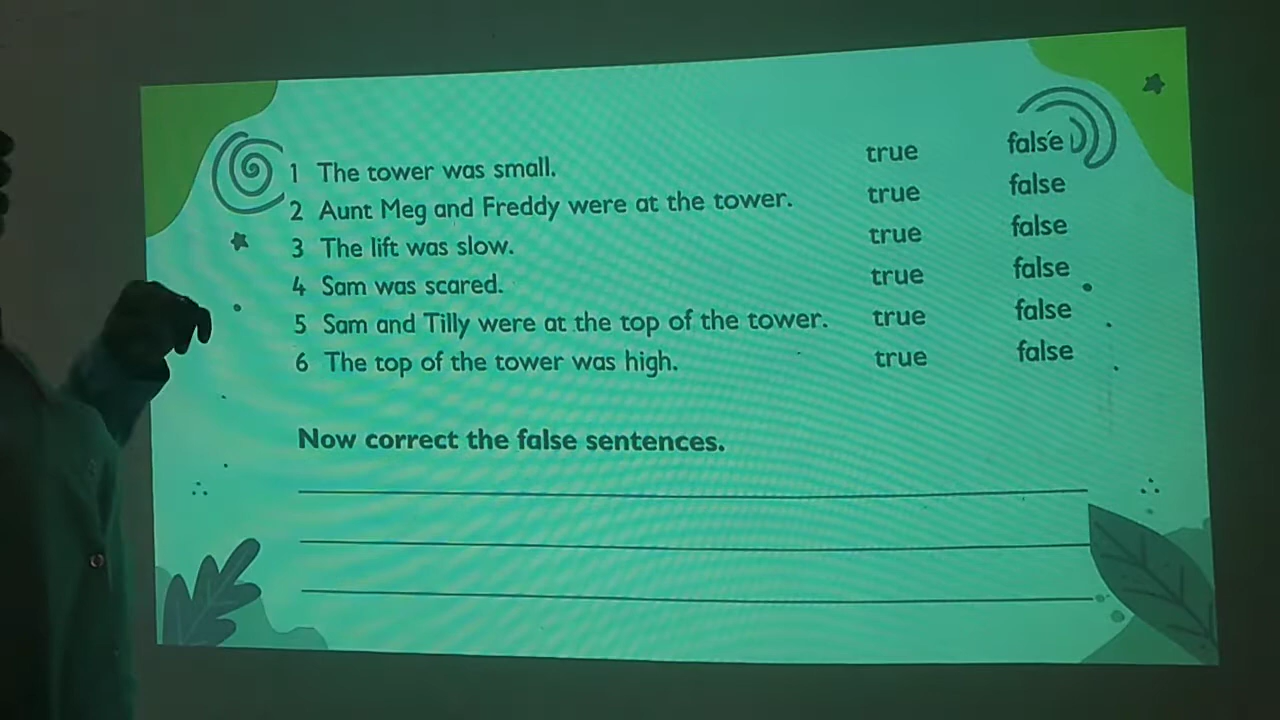 1 The tower was small. true false
2 Aunt Meg and Freddy were at the tower. true false
3 The lift was slow. true false
4 Sam was scared. true false
5 Sam and Tilly were at the top of the tower. true false
6 The top of the tower was high. true false
Now correct the false sentences.